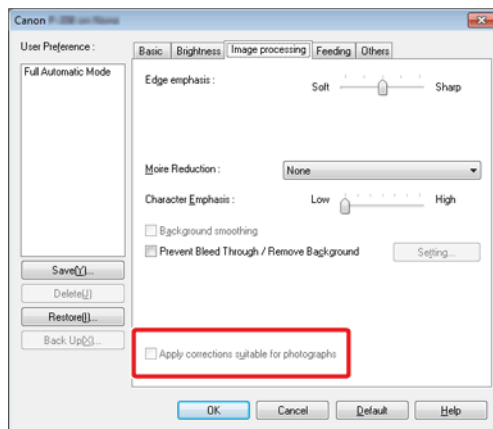 Canon
User Preference :
Full Automatic Mode
Save(Y)...
Delete(J)
Restore(I)...
Back Up(X)...
Basic Brightness Image processing Feeding Others
Edge emphasis :
Soft Sharp
Moire Reduction :
None
Character Emphasis :
Low High
Background smoothing
Prevent Bleed Through / Remove Background
Setting...
Apply corrections suitable for photographs
OK Cancel Default Help